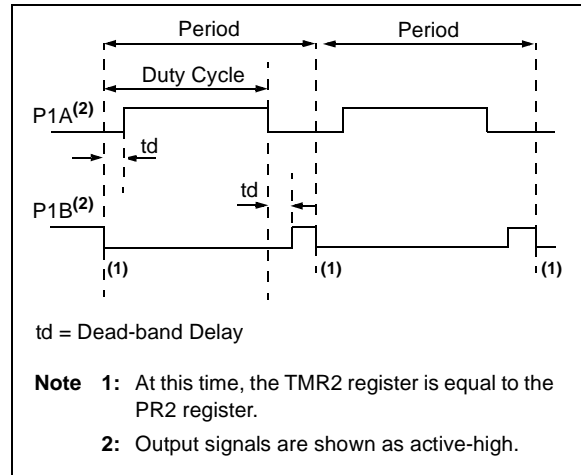 Period Period
Duty Cycle
P1A(2)
td
td
P1B(2)
(1) (1) (1)
td = Dead-band Delay
Note 1: At this time, the TMR2 register is equal to the
PR2 register.
2: Output signals are shown as active-high.